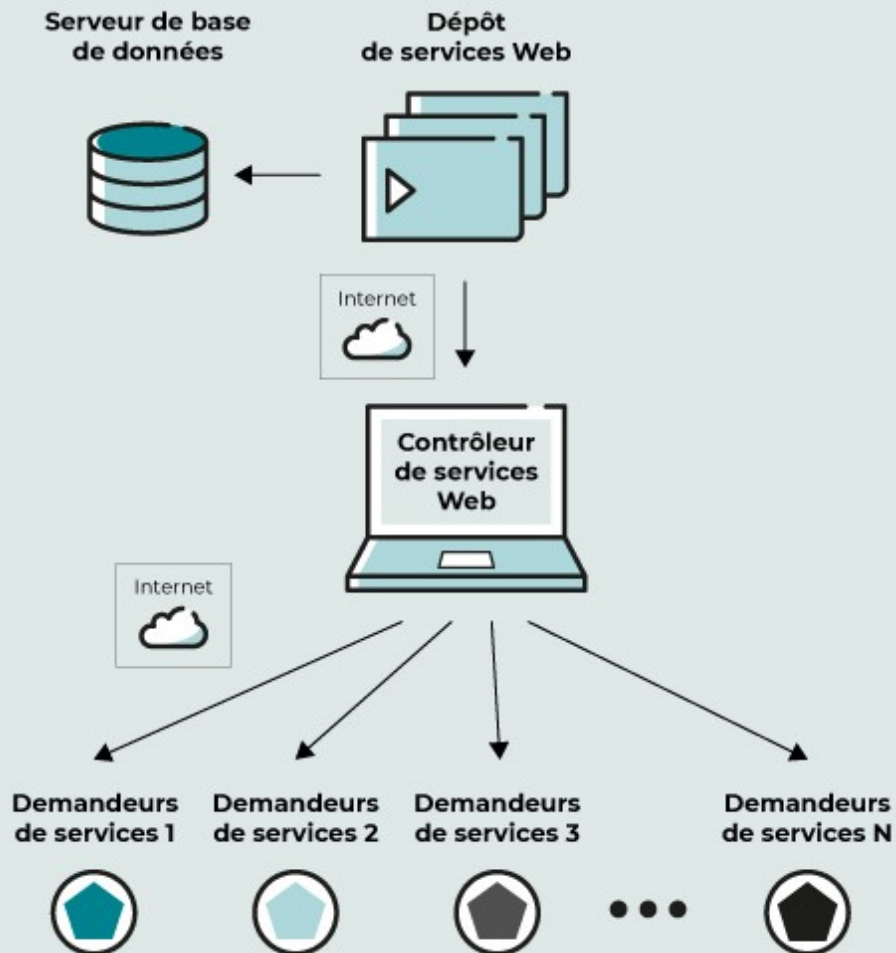 Serveur de base
de données
Dépôt
de services Web
Internet
Contrôleur
de services
Web
Internet
Demandeurs
de services 1
Demandeurs
de services 2
Demandeurs
de services 3
Demandeurs
de services N